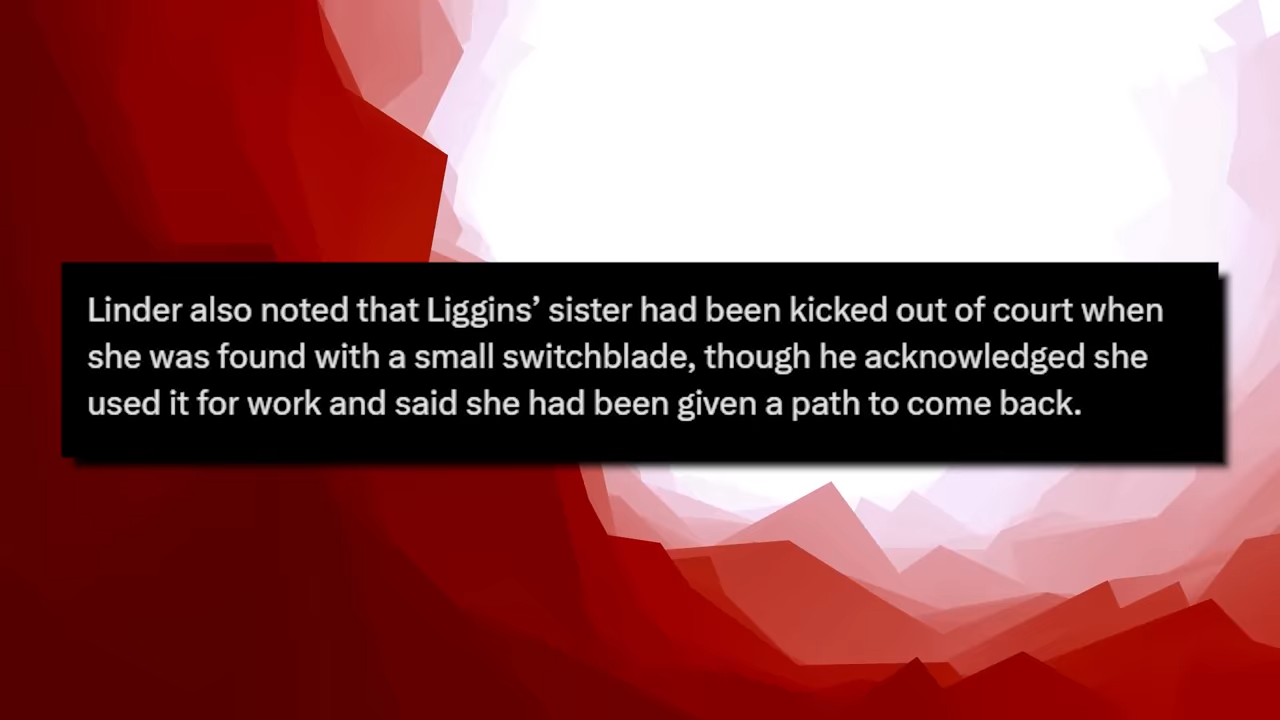 Linder also noted that Liggins’ sister had been kicked out of court when
she was found with a small switchblade, though he acknowledged she
used it for work and said she had been given a path to come back.